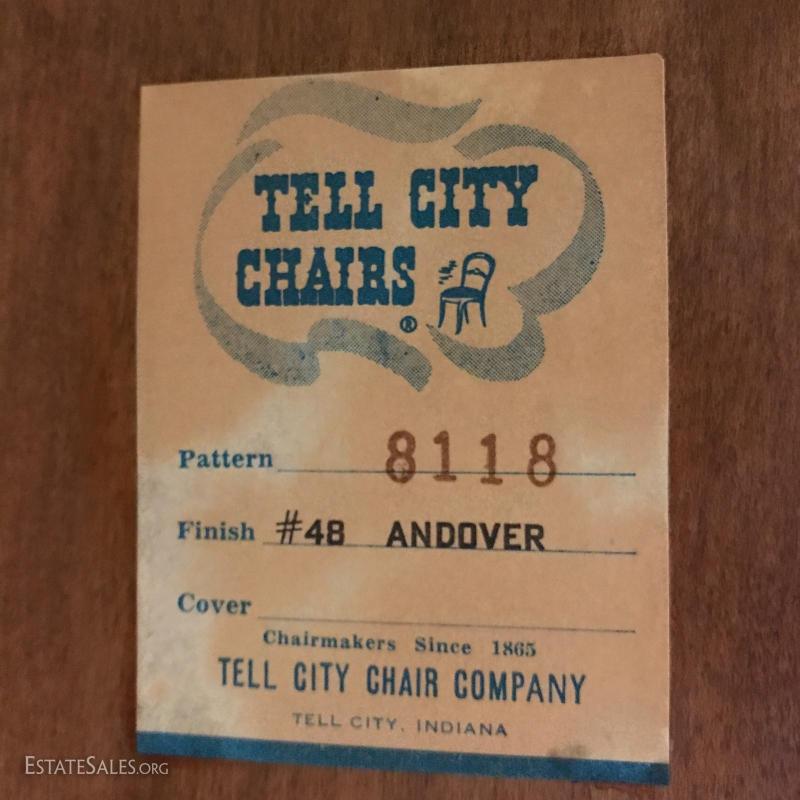 TELL CITY
CHAIRS
®
Pattern 8118
Finish #48 ANDOVER
Cover
Chairmakers Since 1865
TELL CITY CHAIR COMPANY
TELL CITY, INDIANA
ESTATESALES.ORG